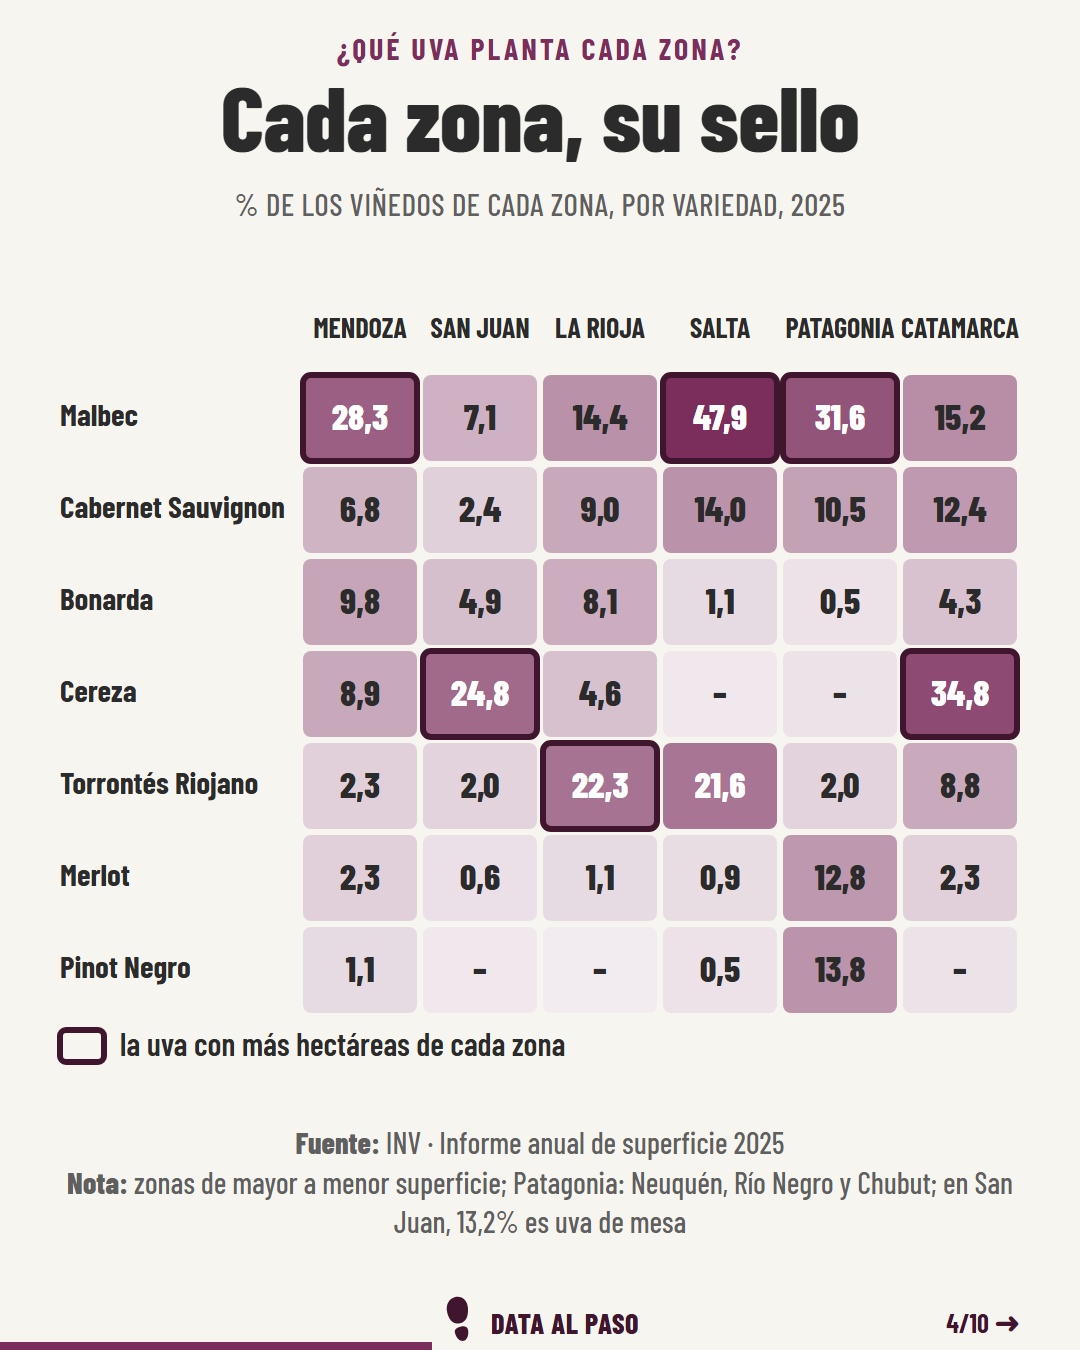 ¿QUÉ UVA PLANTA CADA ZONA?
Cada zona, su sello
% DE LOS VIÑEDOS DE CADA ZONA, POR VARIEDAD, 2025
MENDOZA SAN JUAN LA RIOJA SALTA PATAGONIA CATAMARCA
Malbec 28,3 7,1 14,4 47,9 31,6 15,2
Cabernet Sauvignon 6,8 2,4 9,0 14,0 10,5 12,4
Bonarda 9,8 4,9 8,1 1,1 0,5 4,3
Cereza 8,9 24,8 4,6 – – 34,8
Torrontés Riojano 2,3 2,0 22,3 21,6 2,0 8,8
Merlot 2,3 0,6 1,1 0,9 12,8 2,3
Pinot Negro 1,1 – – 0,5 13,8 –
la uva con más hectáreas de cada zona
Fuente: INV · Informe anual de superficie 2025
Nota: zonas de mayor a menor superficie; Patagonia: Neuquén, Río Negro y Chubut; en San
Juan, 13,2% es uva de mesa
DATA AL PASO
4/10 →